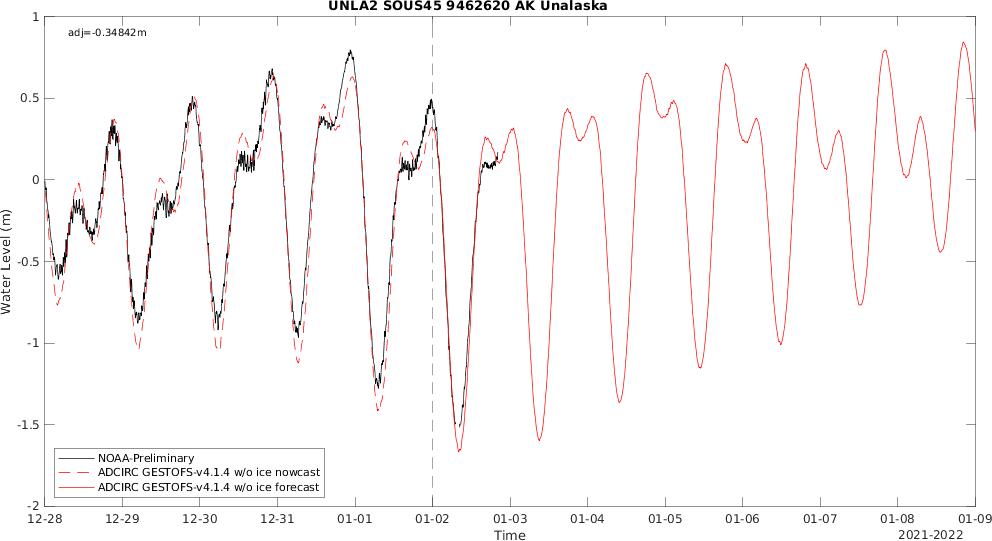 UNLA2 SOUS45 9462620 AK Unalaska
adj=-0.34842m
1
0.5
0
-0.5
-1
-1.5
-2
Water Level (m)
NOAA-Preliminary
ADCIRC GESTOFS-v4.1.4 w/o ice nowcast
ADCIRC GESTOFS-v4.1.4 w/o ice forecast
12-28 12-29 12-30 12-31 01-01 01-02 01-03 01-04 01-05 01-06 01-07 01-08 01-09
Time
2021-2022